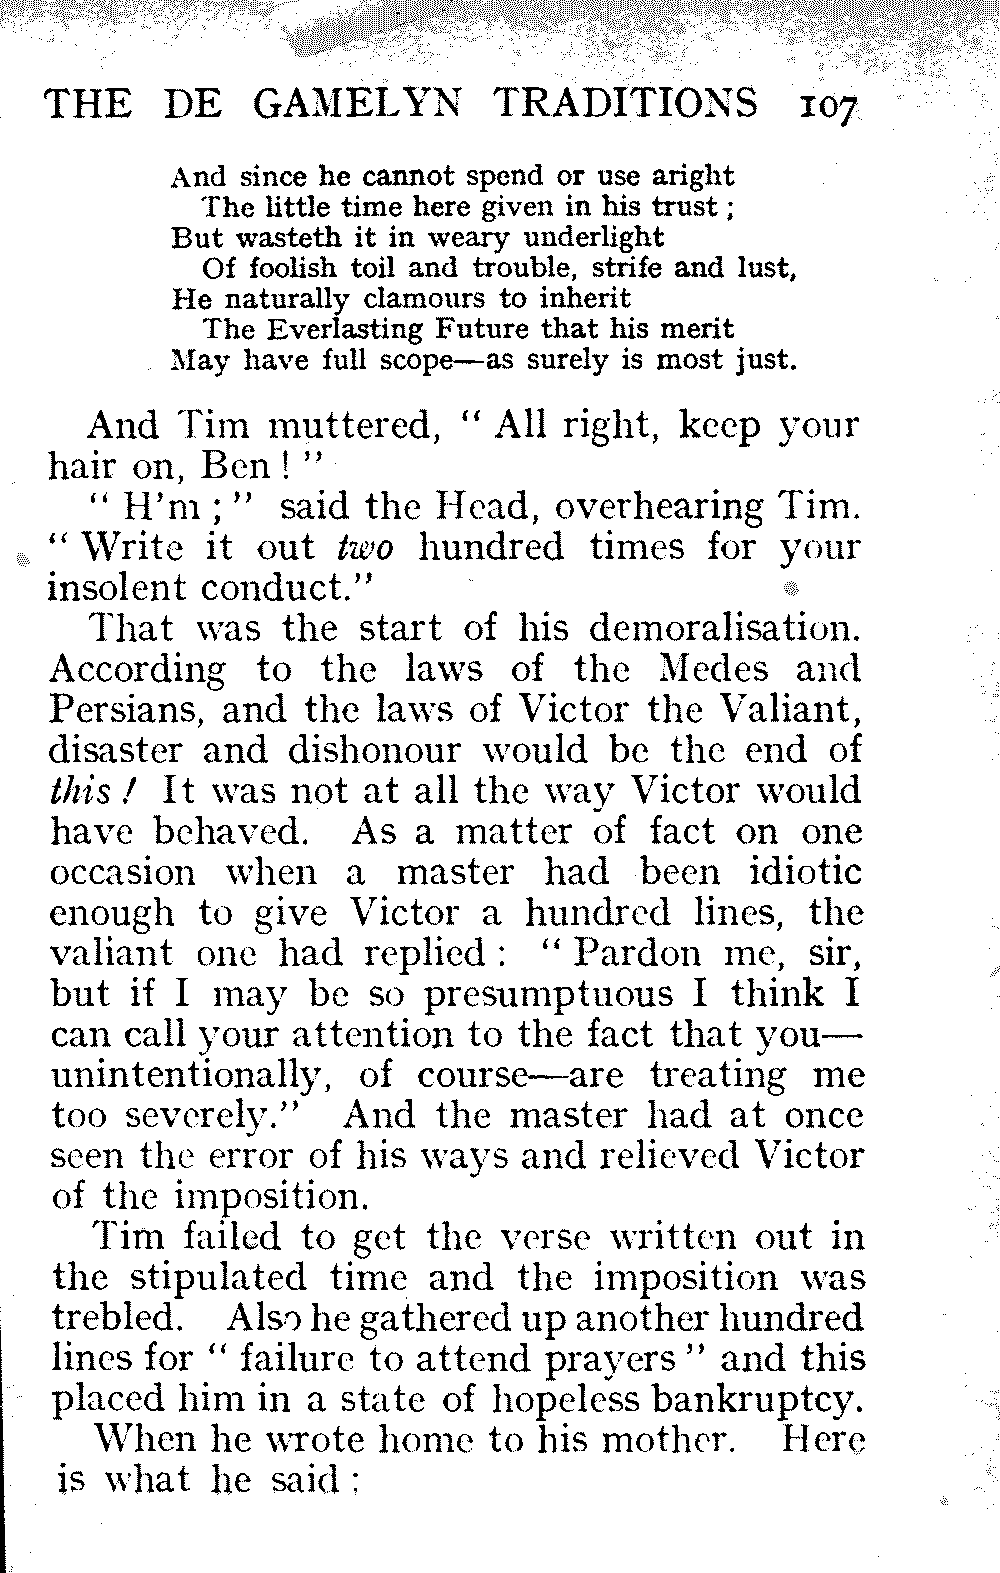 THE DE GAMELYN TRADITIONS 107
And since he cannot spend or use aright
The little time here given in his trust ;
But wasteth it in weary underlight
Of foolish toil and trouble, strife and lust,
He naturally clamours to inherit
The Everlasting Future that his merit
May have full scope—as surely is most just.
And Tim muttered, “ All right, keep your
hair on, Ben ! ”
“ H’m ; ” said the Head, overhearing Tim.
“ Write it out two hundred times for your
insolent conduct.”
That was the start of his demoralisation.
According to the laws of the Medes and
Persians, and the laws of Victor the Valiant,
disaster and dishonour would be the end of
this ! It was not at all the way Victor would
have behaved. As a matter of fact on one
occasion when a master had been idiotic
enough to give Victor a hundred lines, the
valiant one had replied : “ Pardon me, sir,
but if I may be so presumptuous I think I
can call your attention to the fact that you—
unintentionally, of course—are treating me
too severely.” And the master had at once
seen the error of his ways and relieved Victor
of the imposition.
Tim failed to get the verse written out in
the stipulated time and the imposition was
trebled. Also he gathered up another hundred
lines for “ failure to attend prayers ” and this
placed him in a state of hopeless bankruptcy.
When he wrote home to his mother. Here
is what he said :